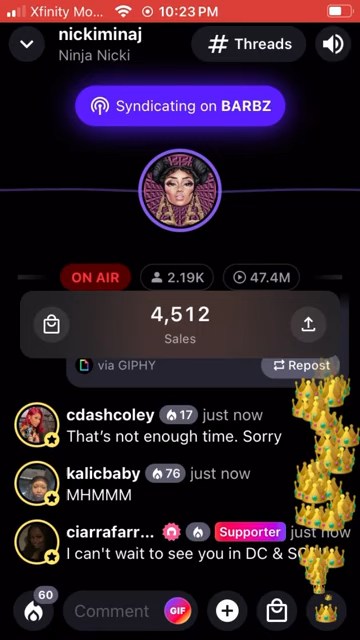 Xfinity Mo... 10:23 PM
nickiminaj
Ninja Nicki
Threads
Syndicating on BARBZ
ON AIR 2.19K 47.4M
4,512
Sales
via GIPHY Repost
cdashcoley 17 just now
That's not enough time. Sorry
kalicbaby 76 just now
MHMMM
ciarrafarr... Supporter just now
I can't wait to see you in DC & S
60
Comment GIF